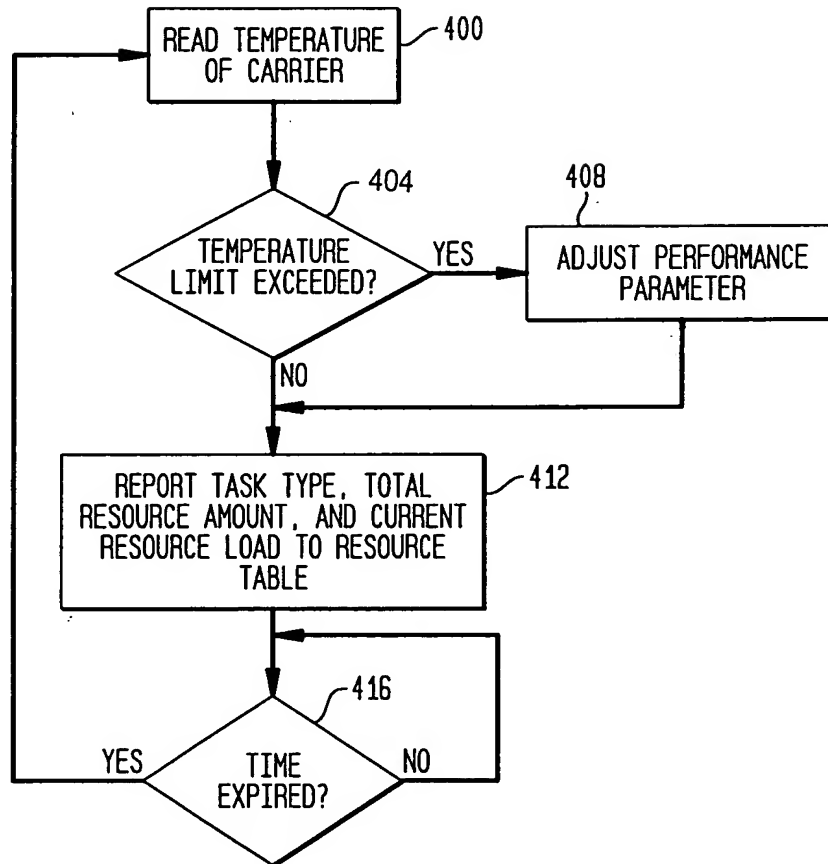 READ TEMPERATURE
OF CARRIER
400
404
TEMPERATURE
LIMIT EXCEEDED?
YES
408
ADJUST PERFORMANCE
PARAMETER
NO
REPORT TASK TYPE, TOTAL
RESOURCE AMOUNT, AND CURRENT
RESOURCE LOAD TO RESOURCE
TABLE
412
416
YES
TIME
EXPIRED?
NO